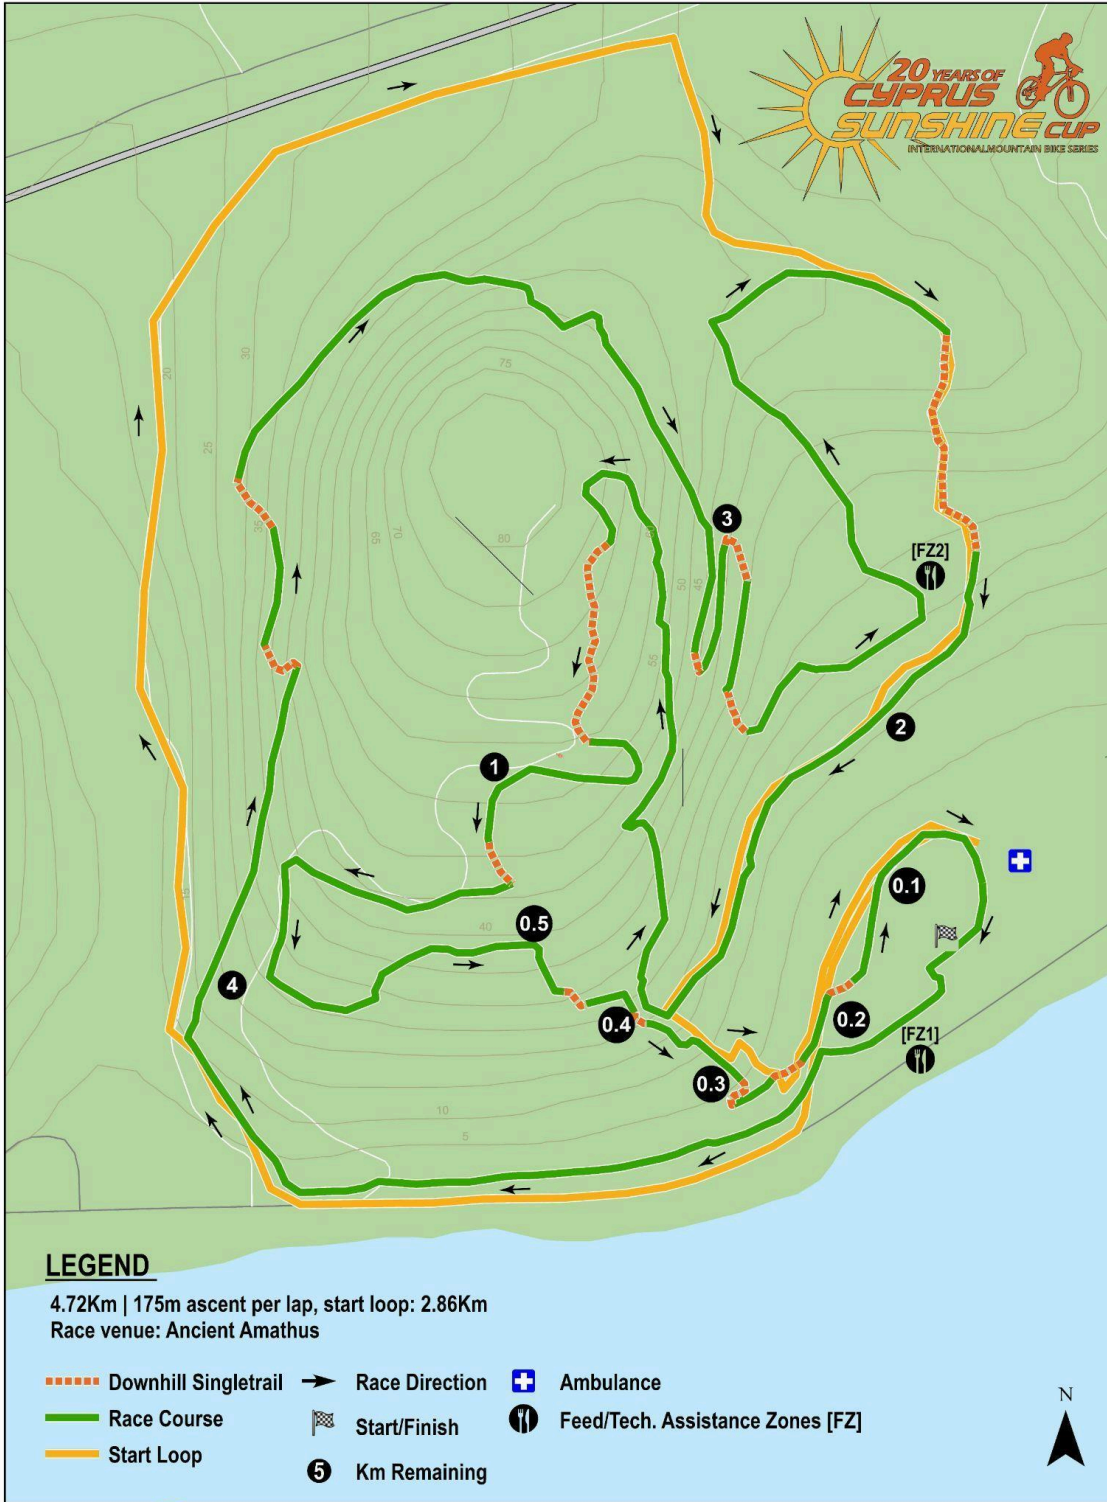 20 YEARS OF
CYPRUS
SUNSHINE CUP
INTERNATIONALMOUNTAIN BIKE SERIES
30
20
75
25
3
35
65
70
80
60
[FZ2]
50
45
55
2
1
0.1
15
40
0.5
4
0.4
0.2
[FZ1]
0.3
10
5
LEGEND
4.72Km | 175m ascent per lap, start loop: 2.86Km
Race venue: Ancient Amathus
Downhill Singletrail
Race Direction
Ambulance
Race Course
Start/Finish
Feed/Tech. Assistance Zones [FZ]
Start Loop
5
Km Remaining
N